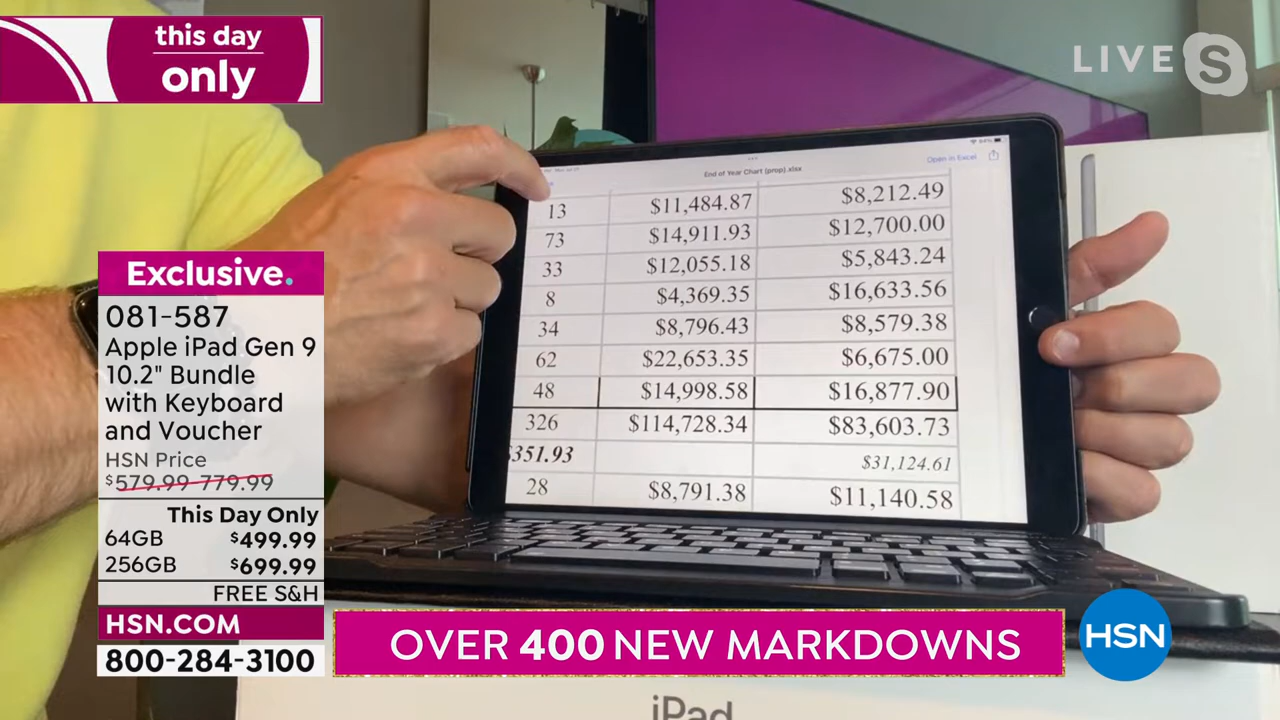 this day
only
LIVE S
Open in Excel
End of Year Chart (prop).xlsx
13 $11,484.87 $8,212.49
73 $14,911.93 $12,700.00
33 $12,055.18 $5,843.24
8 $4,369.35 $16,633.56
34 $8,796.43 $8,579.38
62 $22,653.35 $6,675.00
48 $14,998.58 $16,877.90
326 $114,728.34 $83,603.73
351.93 $31,124.61
28 $8,791.38 $11,140.58
Exclusive.
081-587
Apple iPad Gen 9
10.2" Bundle
with Keyboard
and Voucher
HSN Price
$579.99-779.99
This Day Only
64GB $499.99
256GB $699.99
FREE S&H
HSN.COM
800-284-3100
OVER 400 NEW MARKDOWNS
HSN
iPad